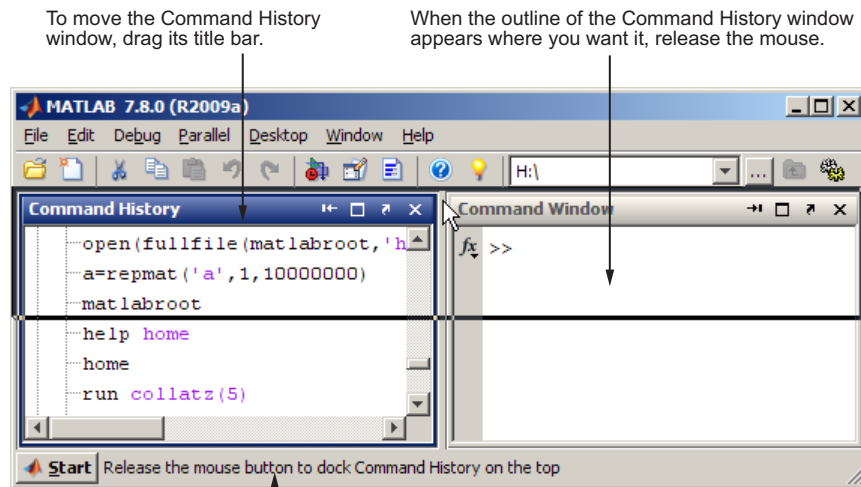 To move the Command History
window, drag its title bar.
When the outline of the Command History window
appears where you want it, release the mouse.
MATLAB 7.8.0 (R2009a)
File Edit Debug Parallel Desktop Window Help
H:\
...
Command History
Command Window
open(fullfile(matlabroot,'h
a=repmat('a',1,10000000)
matlabroot
help home
home
run collatz(5)
fx >>
Start Release the mouse button to dock Command History on the top